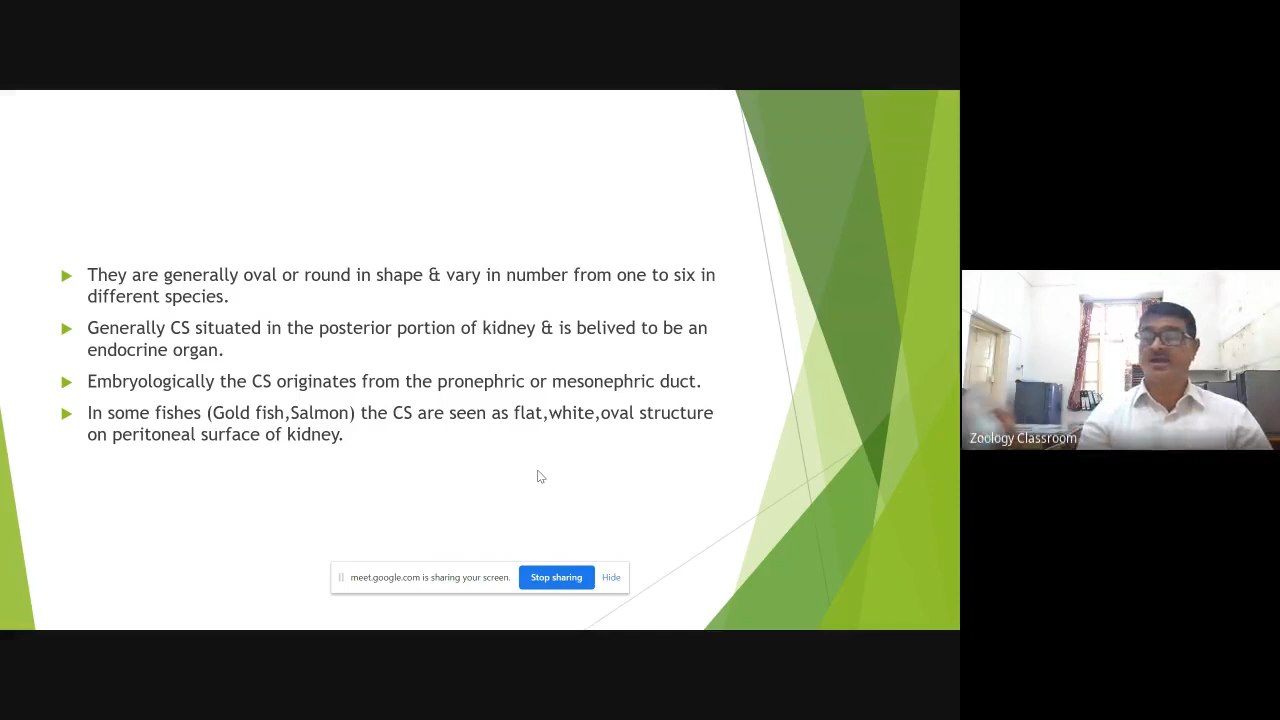 They are generally oval or round in shape & vary in number from one to six in
different species.
Generally CS situated in the posterior portion of kidney & is belived to be an
endocrine organ.
Embryologically the CS originates from the pronephric or mesonephric duct.
In some fishes (Gold fish,Salmon) the CS are seen as flat,white,oval structure
on peritoneal surface of kidney.
Zoology Classroom
meet.google.com is sharing your screen. Stop sharing Hide